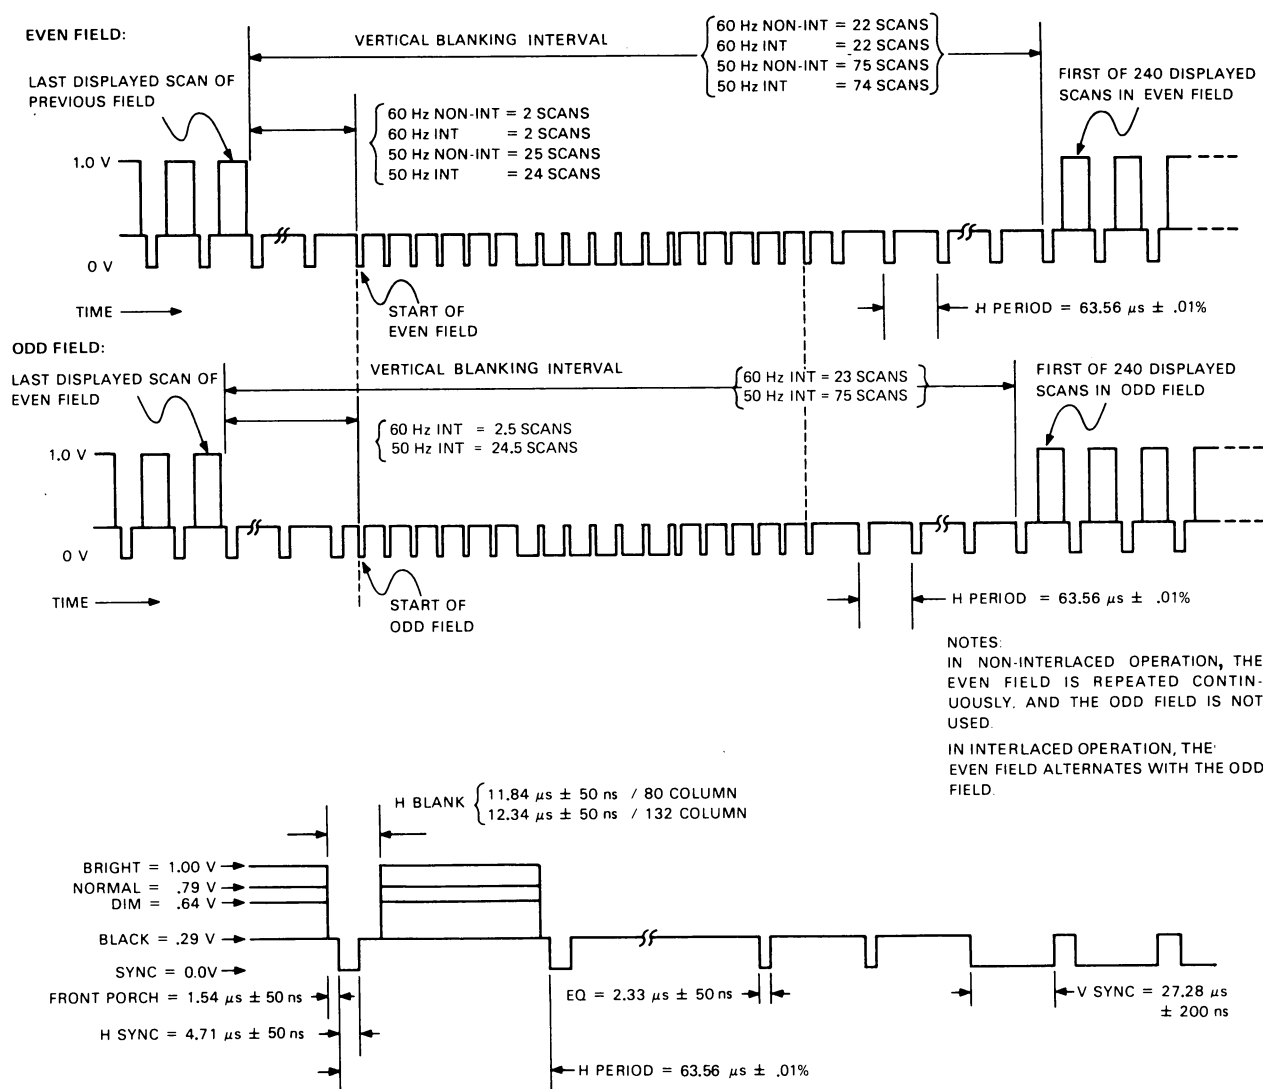 EVEN FIELD:
VERTICAL BLANKING INTERVAL
60 Hz NON-INT = 22 SCANS
60 Hz INT = 22 SCANS
50 Hz NON-INT = 75 SCANS
50 Hz INT = 74 SCANS
LAST DISPLAYED SCAN OF
PREVIOUS FIELD
60 Hz NON-INT = 2 SCANS
60 Hz INT = 2 SCANS
50 Hz NON-INT = 25 SCANS
50 Hz INT = 24 SCANS
FIRST OF 240 DISPLAYED
SCANS IN EVEN FIELD
1.0 V
0 V
TIME
START OF
EVEN FIELD
H PERIOD = 63.56 µs ± .01%
ODD FIELD:
LAST DISPLAYED SCAN OF
EVEN FIELD
VERTICAL BLANKING INTERVAL
60 Hz INT = 23 SCANS
50 Hz INT = 75 SCANS
FIRST OF 240 DISPLAYED
SCANS IN ODD FIELD
60 Hz INT = 2.5 SCANS
50 Hz INT = 24.5 SCANS
1.0 V
0 V
TIME
START OF
ODD FIELD
H PERIOD = 63.56 µs ± .01%
NOTES:
IN NON-INTERLACED OPERATION, THE
EVEN FIELD IS REPEATED CONTIN-
UOUSLY. AND THE ODD FIELD IS NOT
USED.
IN INTERLACED OPERATION, THE
EVEN FIELD ALTERNATES WITH THE ODD
FIELD.
H BLANK
11.84 µs ± 50 ns / 80 COLUMN
12.34 µs ± 50 ns / 132 COLUMN
BRIGHT = 1.00 V
NORMAL = .79 V
DIM = .64 V
BLACK = .29 V
SYNC = 0.0V
FRONT PORCH = 1.54 µs ± 50 ns
H SYNC = 4.71 µs ± 50 ns
EQ = 2.33 µs ± 50 ns
V SYNC = 27.28 µs
± 200 ns
H PERIOD = 63.56 µs ± .01%